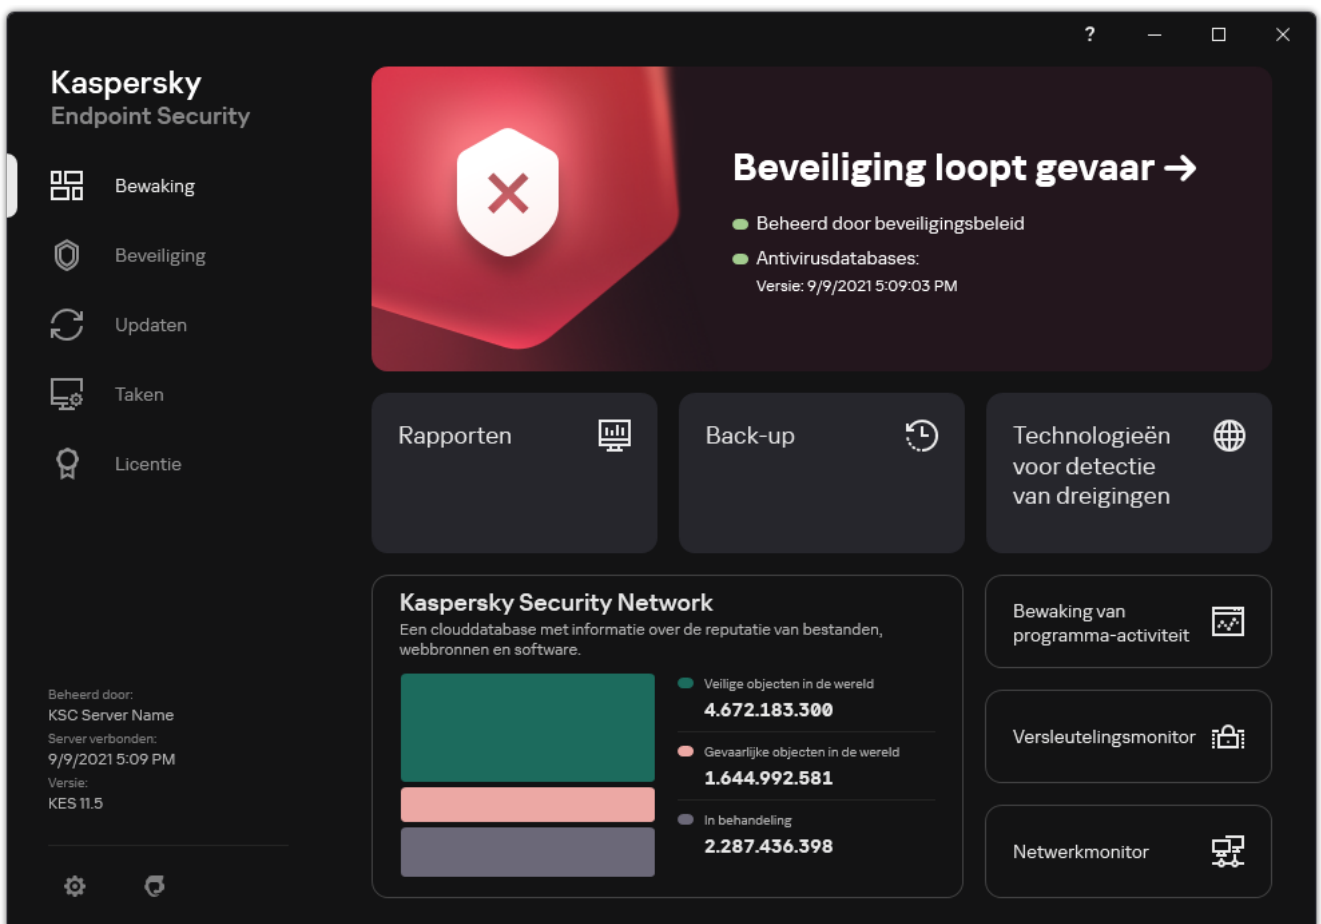 ?
Kaspersky
Endpoint Security
Bewaking
Beveiliging
Updaten
Taken
Licentie
Beheerd door:
KSC Server Name
Server verbonden:
9/9/2021 5:09 PM
Versie:
KES 11.5
Beveiliging loopt gevaar →
Beheerd door beveiligingsbeleid
Antivirusdatabases:
Versie: 9/9/2021 5:09:03 PM
Rapporten
Back-up
Technologieën
voor detectie
van dreigingen
Kaspersky Security Network
Een clouddatabase met informatie over de reputatie van bestanden,
webbronnen en software.
Veilige objecten in de wereld
4.672.183.300
Gevaarlijke objecten in de wereld
1.644.992.581
In behandeling
2.287.436.398
Bewaking van
programma-activiteit
Versleutelingsmonitor
Netwerkmonitor